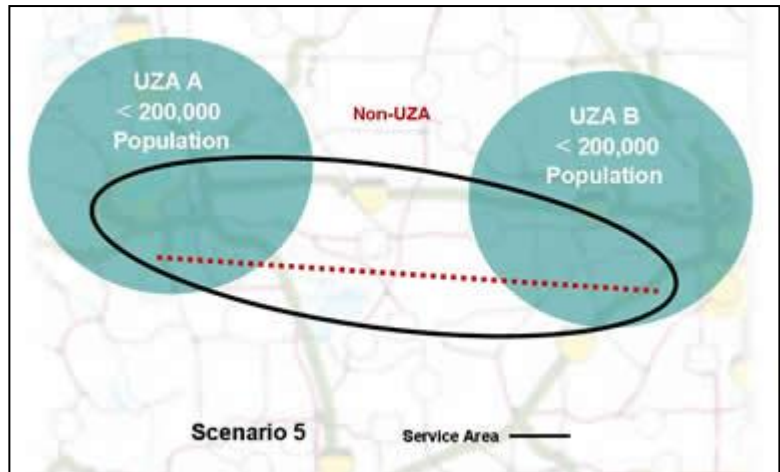 UZA A
< 200,000
Population
Non-UZA
UZA B
< 200,000
Population
Scenario 5
Service Area